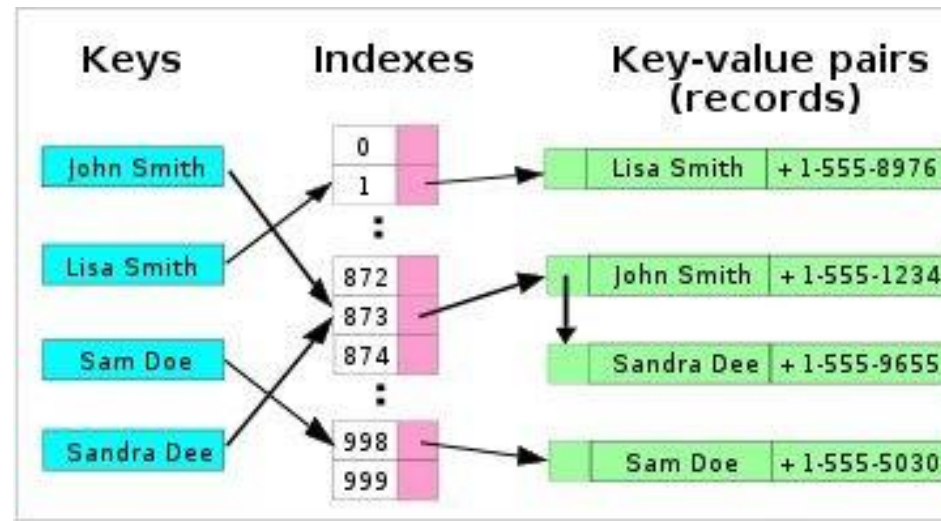 Keys
Indexes
Key-value pairs
(records)
John Smith
Lisa Smith
Sam Doe
Sandra Dee
0
1
:
872
873
874
:
998
999
Lisa Smith +1-555-8976
John Smith +1-555-1234
Sandra Dee +1-555-9655
Sam Doe +1-555-5030